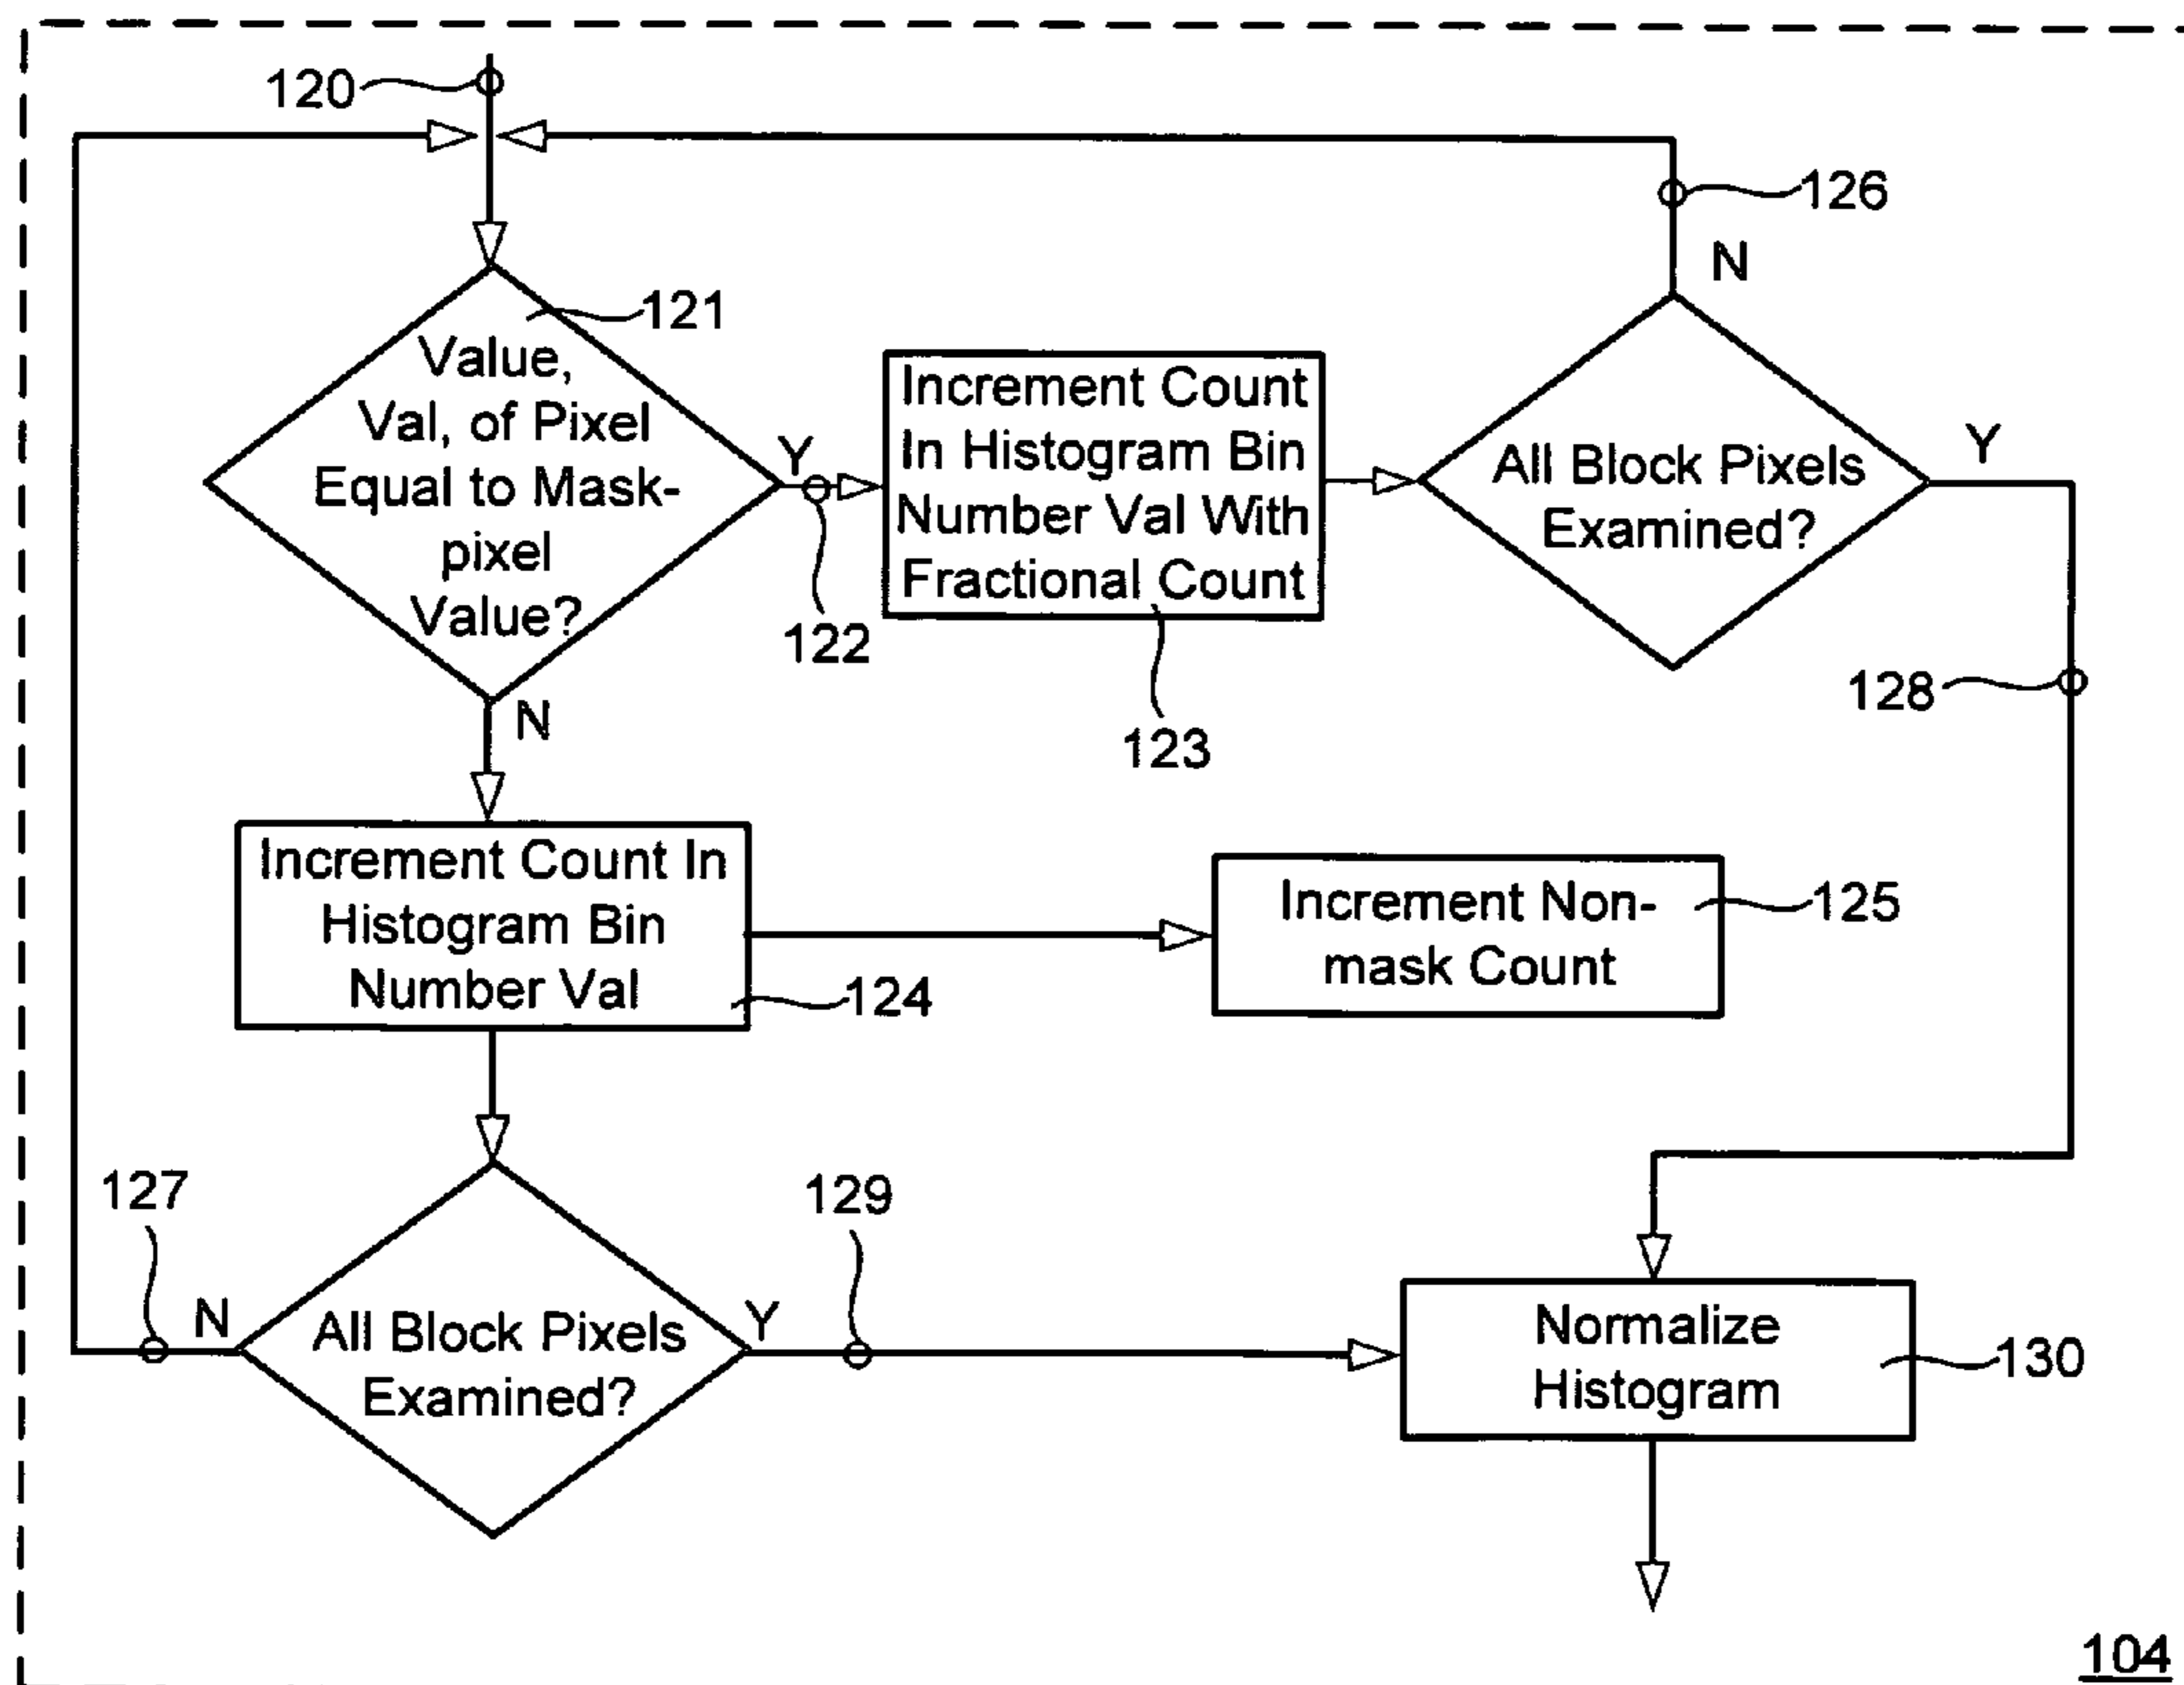 120
126
N
121
Value,
Val, of Pixel
Equal to Mask-
pixel
Value?
Y
122
Increment Count
In Histogram Bin
Number Val With
Fractional Count
123
All Block Pixels
Examined?
Y
128
N
Increment Count In
Histogram Bin
Number Val
124
Increment Non-
mask Count
125
127
N
All Block Pixels
Examined?
Y
129
Normalize
Histogram
130
104